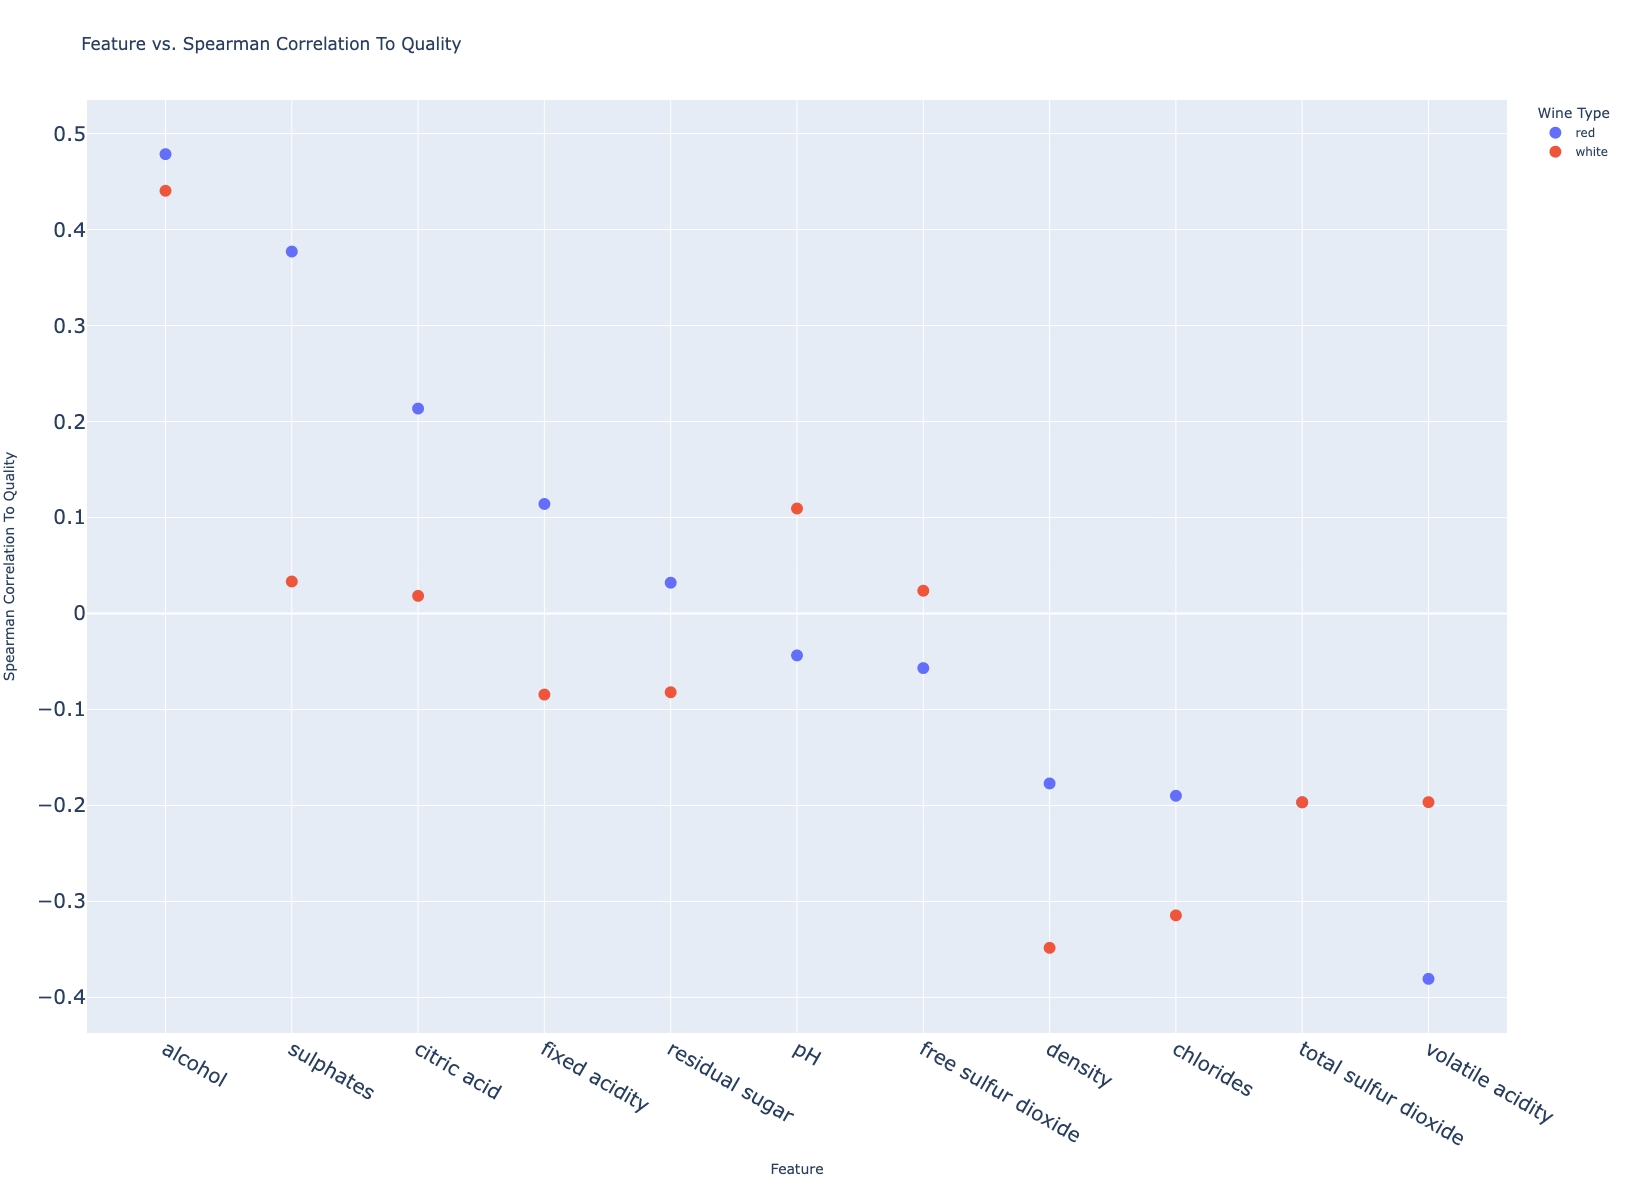 Feature vs. Spearman Correlation To Quality
Wine Type
red
white
Spearman Correlation To Quality
0.5
0.4
0.3
0.2
0.1
0
−0.1
−0.2
−0.3
−0.4
alcohol
sulphates
citric acid
fixed acidity
residual sugar
pH
free sulfur dioxide
density
chlorides
total sulfur dioxide
volatile acidity
Feature